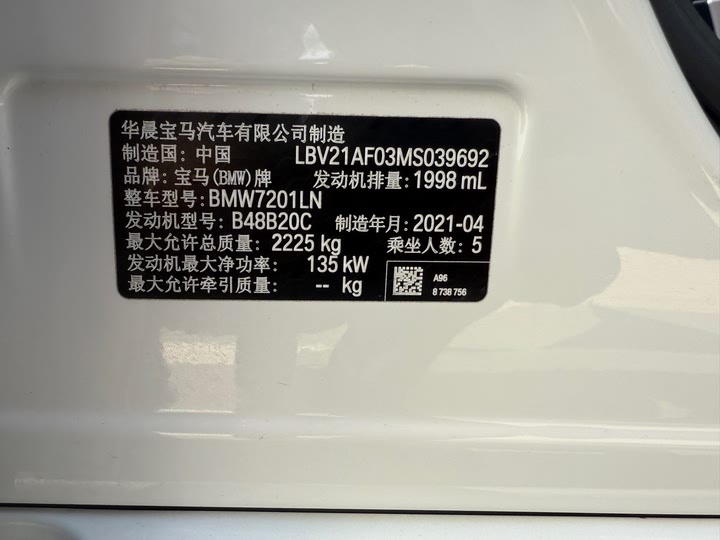 华晨宝马汽车有限公司制造
制造国: 中国 LBV21AF03MS039692
品牌: 宝马(BMW)牌 发动机排量: 1998 mL
整车型号: BMW7201LN
发动机型号: B48B20C 制造年月: 2021-04
最大允许总质量: 2225 kg 乘坐人数: 5
发动机最大净功率: 135 kW
最大允许牵引质量: -- kg
A96
8 738 756